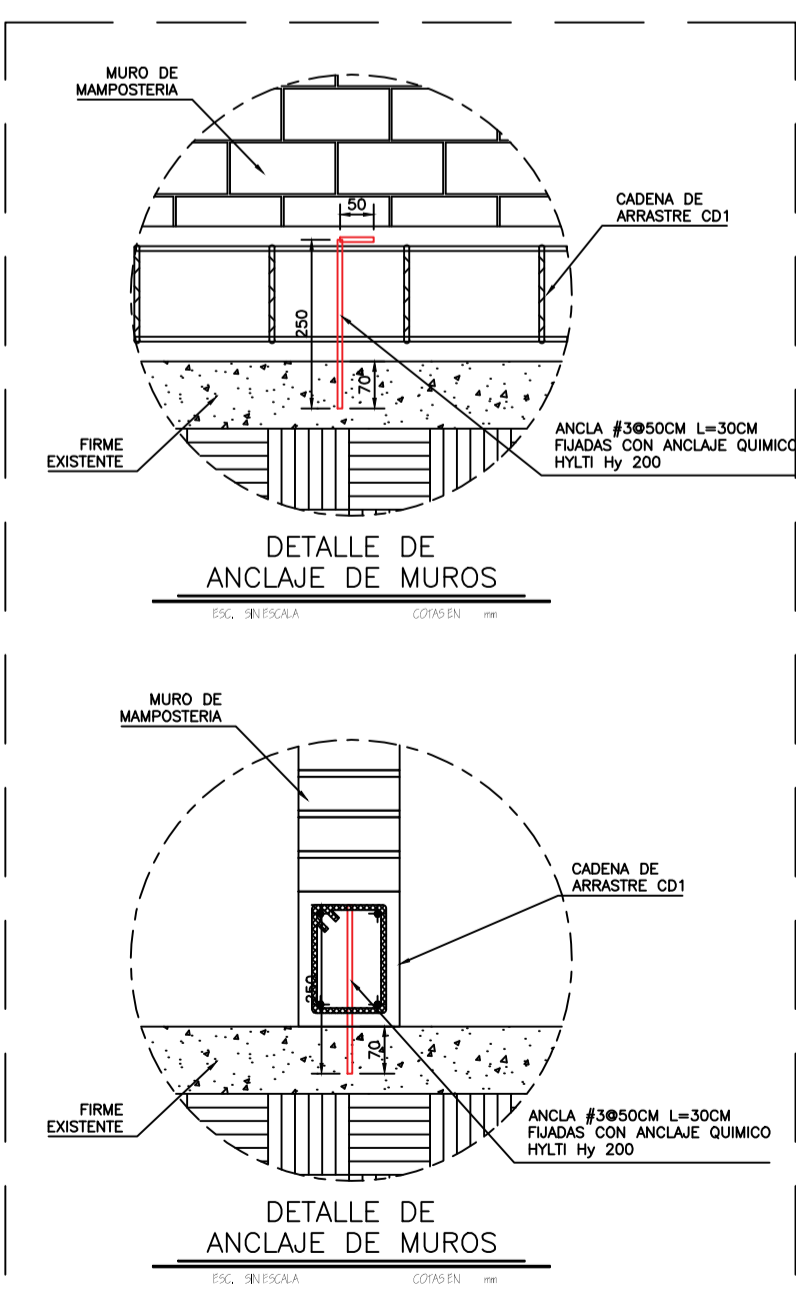 MURO DE
MAMPOSTERIA
50
CADENA DE
ARRASTRE CD1
250
70
FIRME
EXISTENTE
ANCLA #3@50CM L=30CM
FIJADAS CON ANCLAJE QUIMICO
HYLTI Hy 200
DETALLE DE
ANCLAJE DE MUROS
ESC. SIN ESCALA COTAS EN mm
MURO DE
MAMPOSTERIA
CADENA DE
ARRASTRE CD1
250
70
FIRME
EXISTENTE
ANCLA #3@50CM L=30CM
FIJADAS CON ANCLAJE QUIMICO
HYLTI Hy 200
DETALLE DE
ANCLAJE DE MUROS
ESC. SIN ESCALA COTAS EN mm